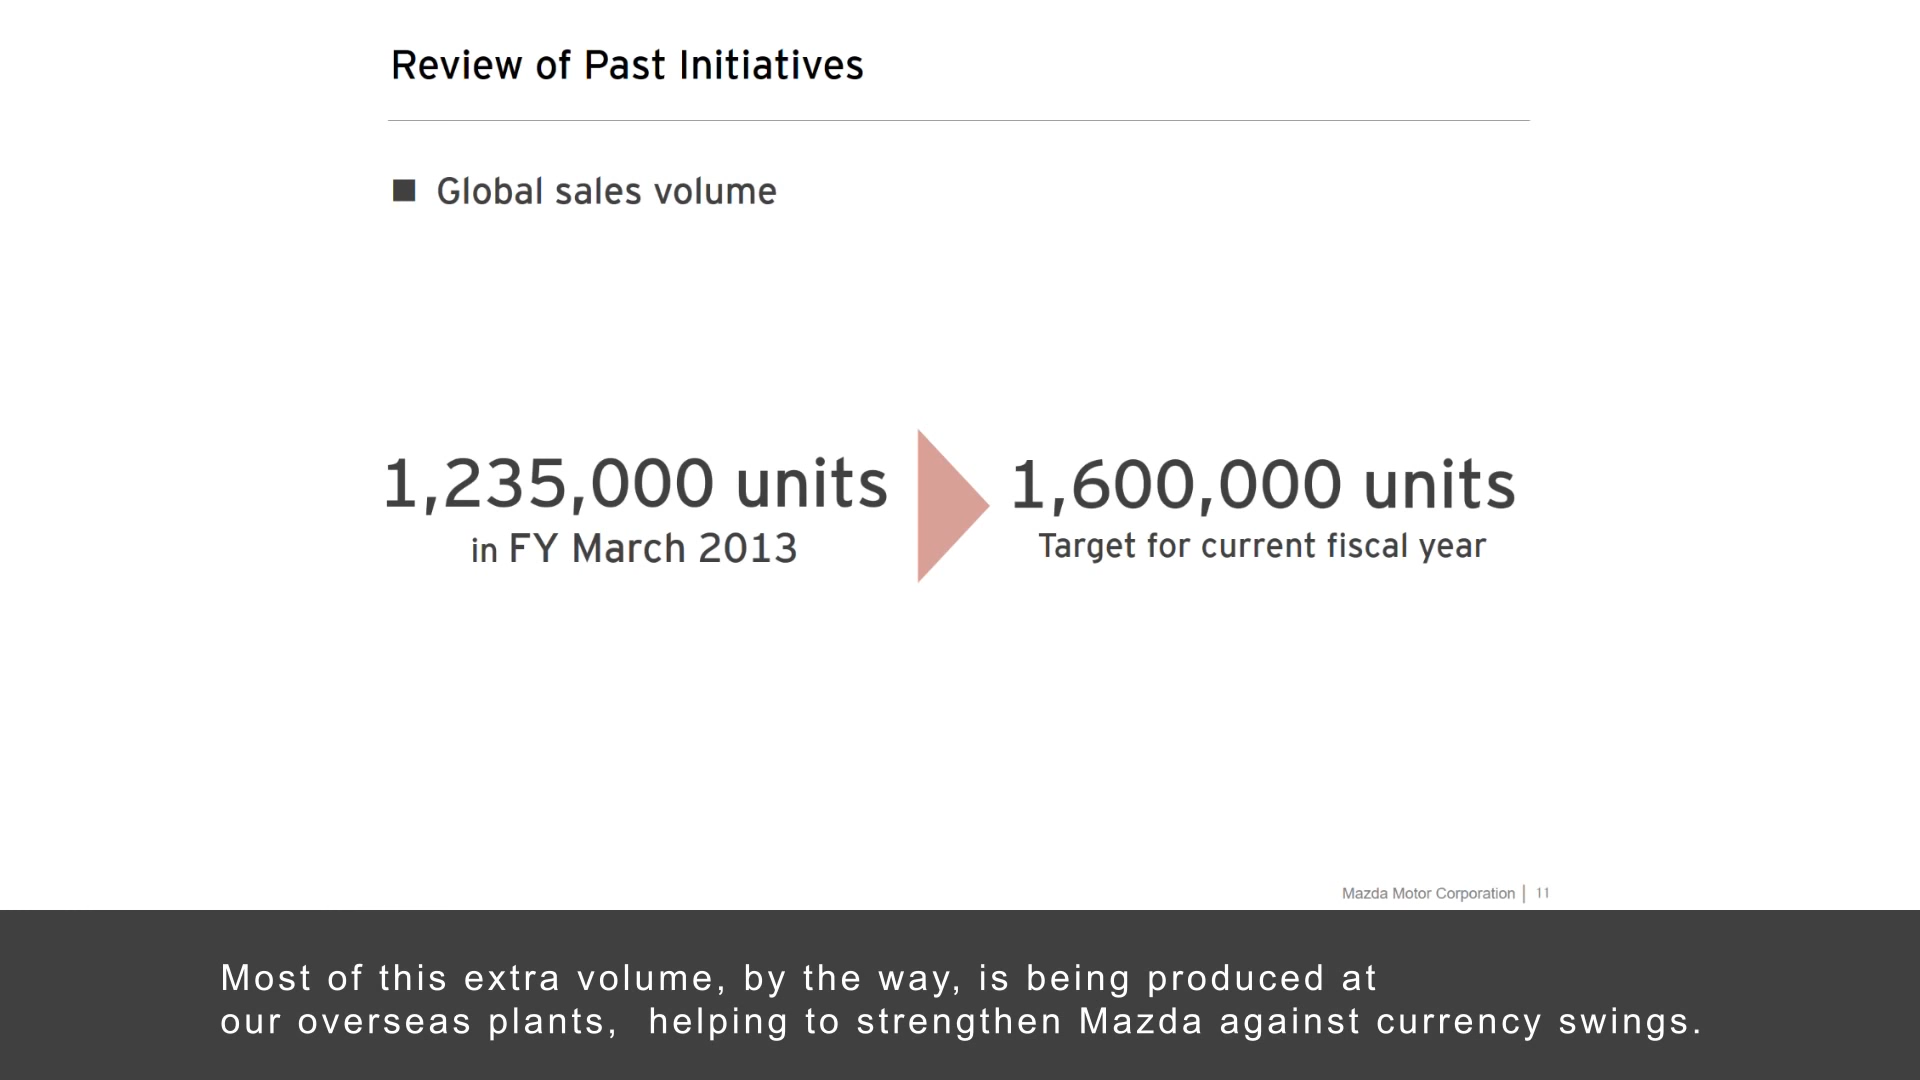 Review of Past Initiatives
■ Global sales volume
1,235,000 units
in FY March 2013
1,600,000 units
Target for current fiscal year
Mazda Motor Corporation | 11
Most of this extra volume, by the way, is being produced at
our overseas plants, helping to strengthen Mazda against currency swings.